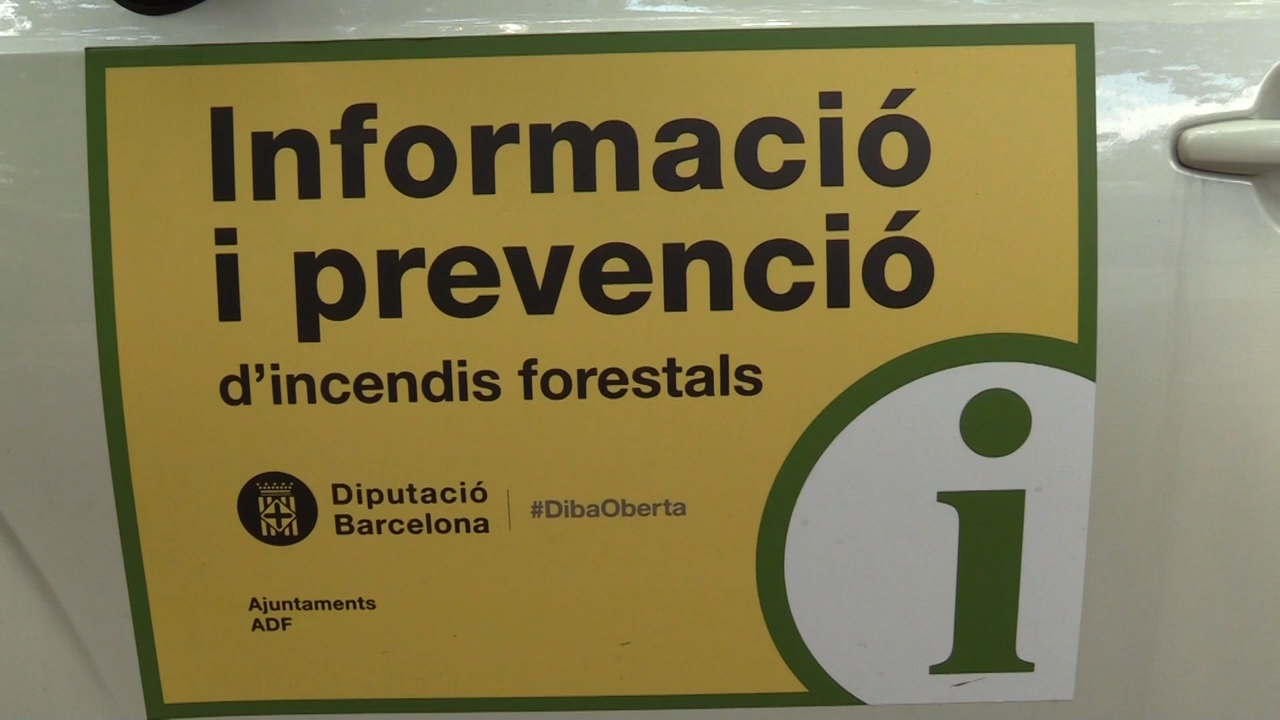 Informació
i prevenció
d'incendis forestals
Diputació
Barcelona
#DibaOberta
Ajuntaments
ADF
i